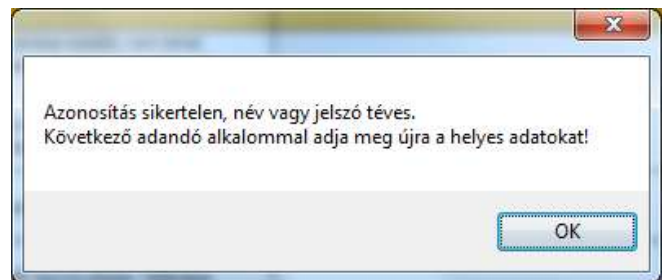 Azonosítás sikertelen, név vagy jelszó téves.
Következő adandó alkalommal adja meg újra a helyes adatokat!
OK